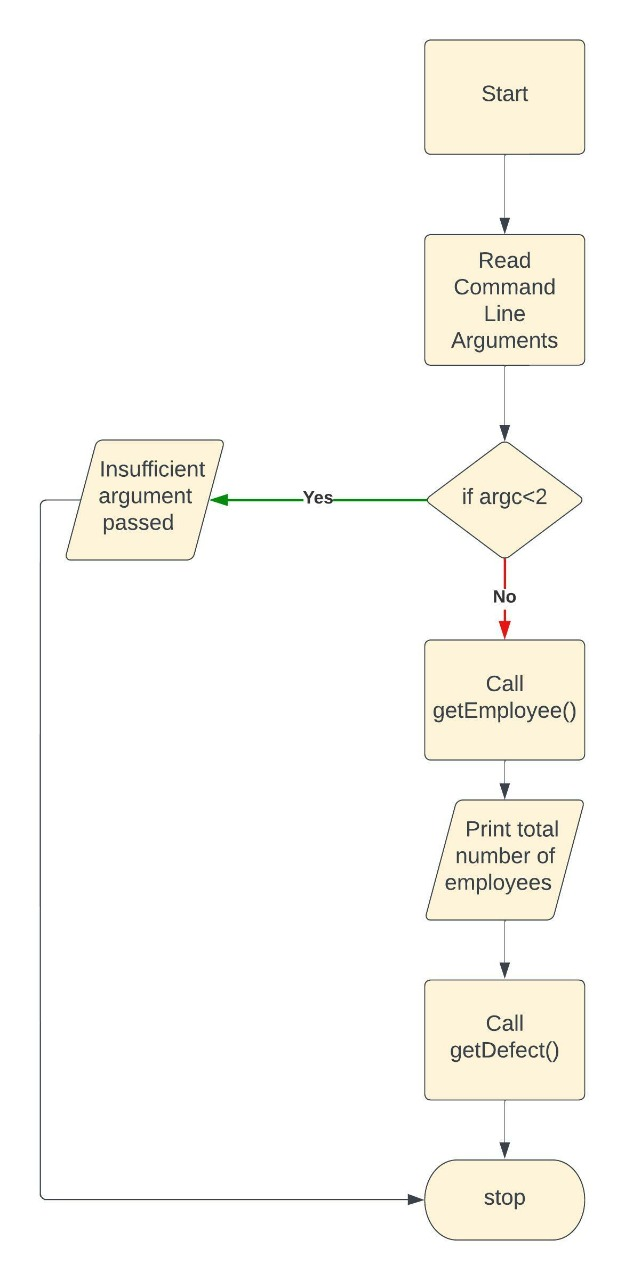 Start
Read
Command
Line
Arguments
if argc<2
Yes
Insufficient
argument
passed
No
Call
getEmployee()
Print total
number of
employees
Call
getDefect()
stop